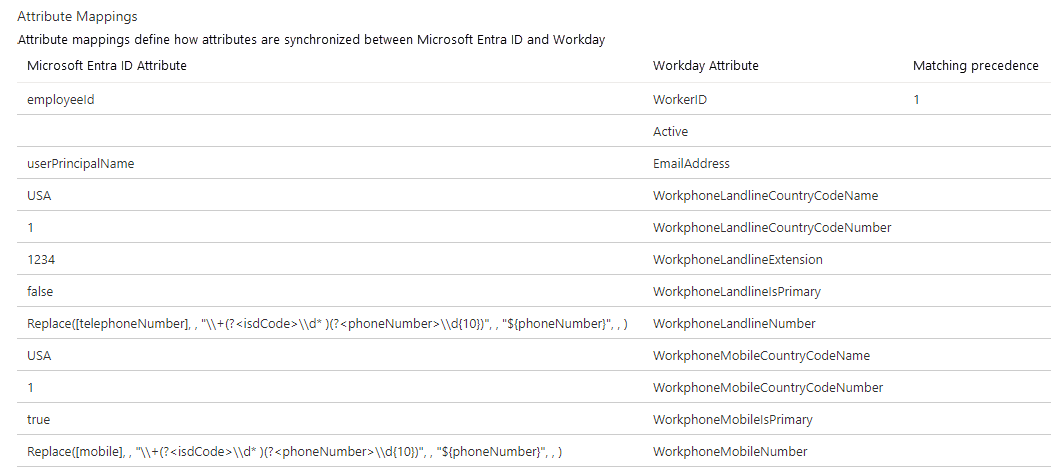 Attribute Mappings
Attribute mappings define how attributes are synchronized between Microsoft Entra ID and Workday
Microsoft Entra ID Attribute Workday Attribute Matching precedence
employeeId WorkerID 1
Active
userPrincipalName EmailAddress
USA WorkphoneLandlineCountryCodeName
1 WorkphoneLandlineCountryCodeNumber
1234 WorkphoneLandlineExtension
false WorkphoneLandlineIsPrimary
Replace([telephoneNumber], , "\\+(?<isdCode>\\d* )(?<phoneNumber>\\d{10})", , "${phoneNumber}", , ) WorkphoneLandlineNumber
USA WorkphoneMobileCountryCodeName
1 WorkphoneMobileCountryCodeNumber
true WorkphoneMobileIsPrimary
Replace([mobile], , "\\+(?<isdCode>\\d* )(?<phoneNumber>\\d{10})", , "${phoneNumber}", , ) WorkphoneMobileNumber